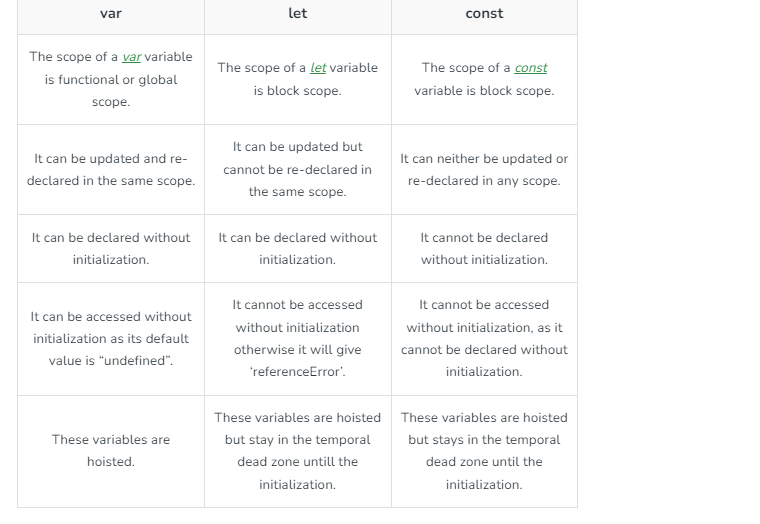 var
let
const
The scope of a var variable
is functional or global
scope.
The scope of a let variable
is block scope.
The scope of a const
variable is block scope.
It can be updated and re-
declared in the same scope.
It can be updated but
cannot be re-declared in
the same scope.
It can neither be updated or
re-declared in any scope.
It can be declared without
initialization.
It can be declared without
initialization.
It cannot be declared
without initialization.
It can be accessed without
initialization as its default
value is “undefined”.
It cannot be accessed
without initialization
otherwise it will give
‘referenceError’.
It cannot be accessed
without initialization, as it
cannot be declared without
initialization.
These variables are
hoisted.
These variables are hoisted
but stay in the temporal
dead zone untill the
initialization.
These variables are hoisted
but stays in the temporal
dead zone until the
initialization.